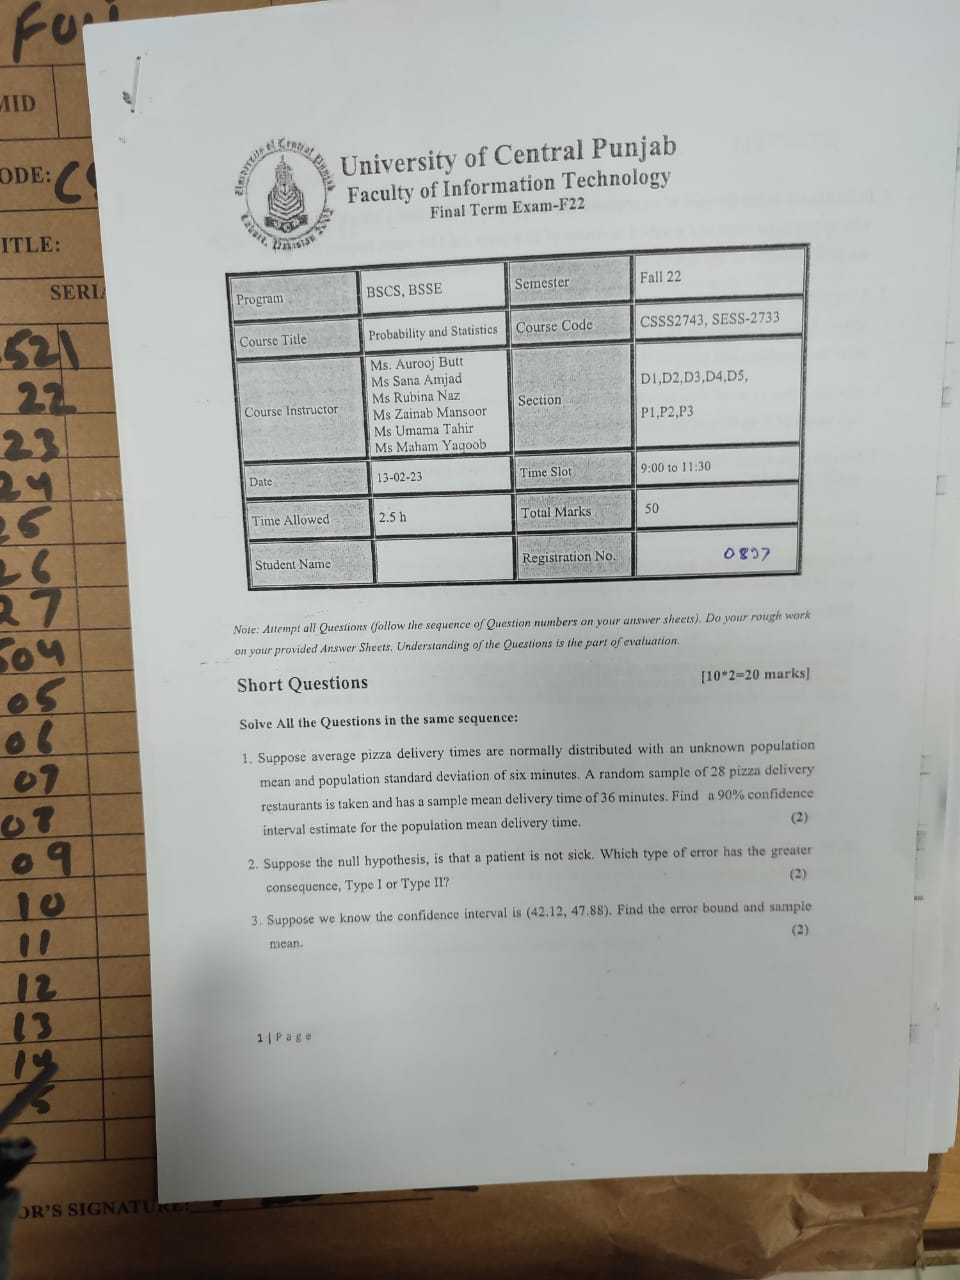 MID
ODE: CS
ITLE:
SERIA
521
22
23
24
25
26
27
504
05
06
07
08
09
10
11
12
13
14
OR'S SIGNATURE:
University of Central Punjab
Faculty of Information Technology
Final Term Exam-F22
Program BSCS, BSSE Semester Fall 22
Course Title Probability and Statistics Course Code CSSS2743, SESS-2733
Course Instructor
Ms. Aurooj Butt
Ms Sana Amjad
Ms Rubina Naz
Ms Zainab Mansoor
Ms Umama Tahir
Ms Maham Yaqoob
Section
D1,D2,D3,D4,D5,
P1,P2,P3
Date 13-02-23 Time Slot 9:00 to 11:30
Time Allowed 2.5 h Total Marks 50
Student Name Registration No. 0897
Note: Attempt all Questions (follow the sequence of Question numbers on your answer sheets). Do your rough work
on your provided Answer Sheets. Understanding of the Questions is the part of evaluation.
Short Questions [10*2=20 marks]
Solve All the Questions in the same sequence:
1. Suppose average pizza delivery times are normally distributed with an unknown population
mean and population standard deviation of six minutes. A random sample of 28 pizza delivery
restaurants is taken and has a sample mean delivery time of 36 minutes. Find a 90% confidence
interval estimate for the population mean delivery time. (2)
2. Suppose the null hypothesis, is that a patient is not sick. Which type of error has the greater
consequence, Type I or Type II? (2)
3. Suppose we know the confidence interval is (42.12, 47.88). Find the error bound and sample
mean. (2)
1 | Page